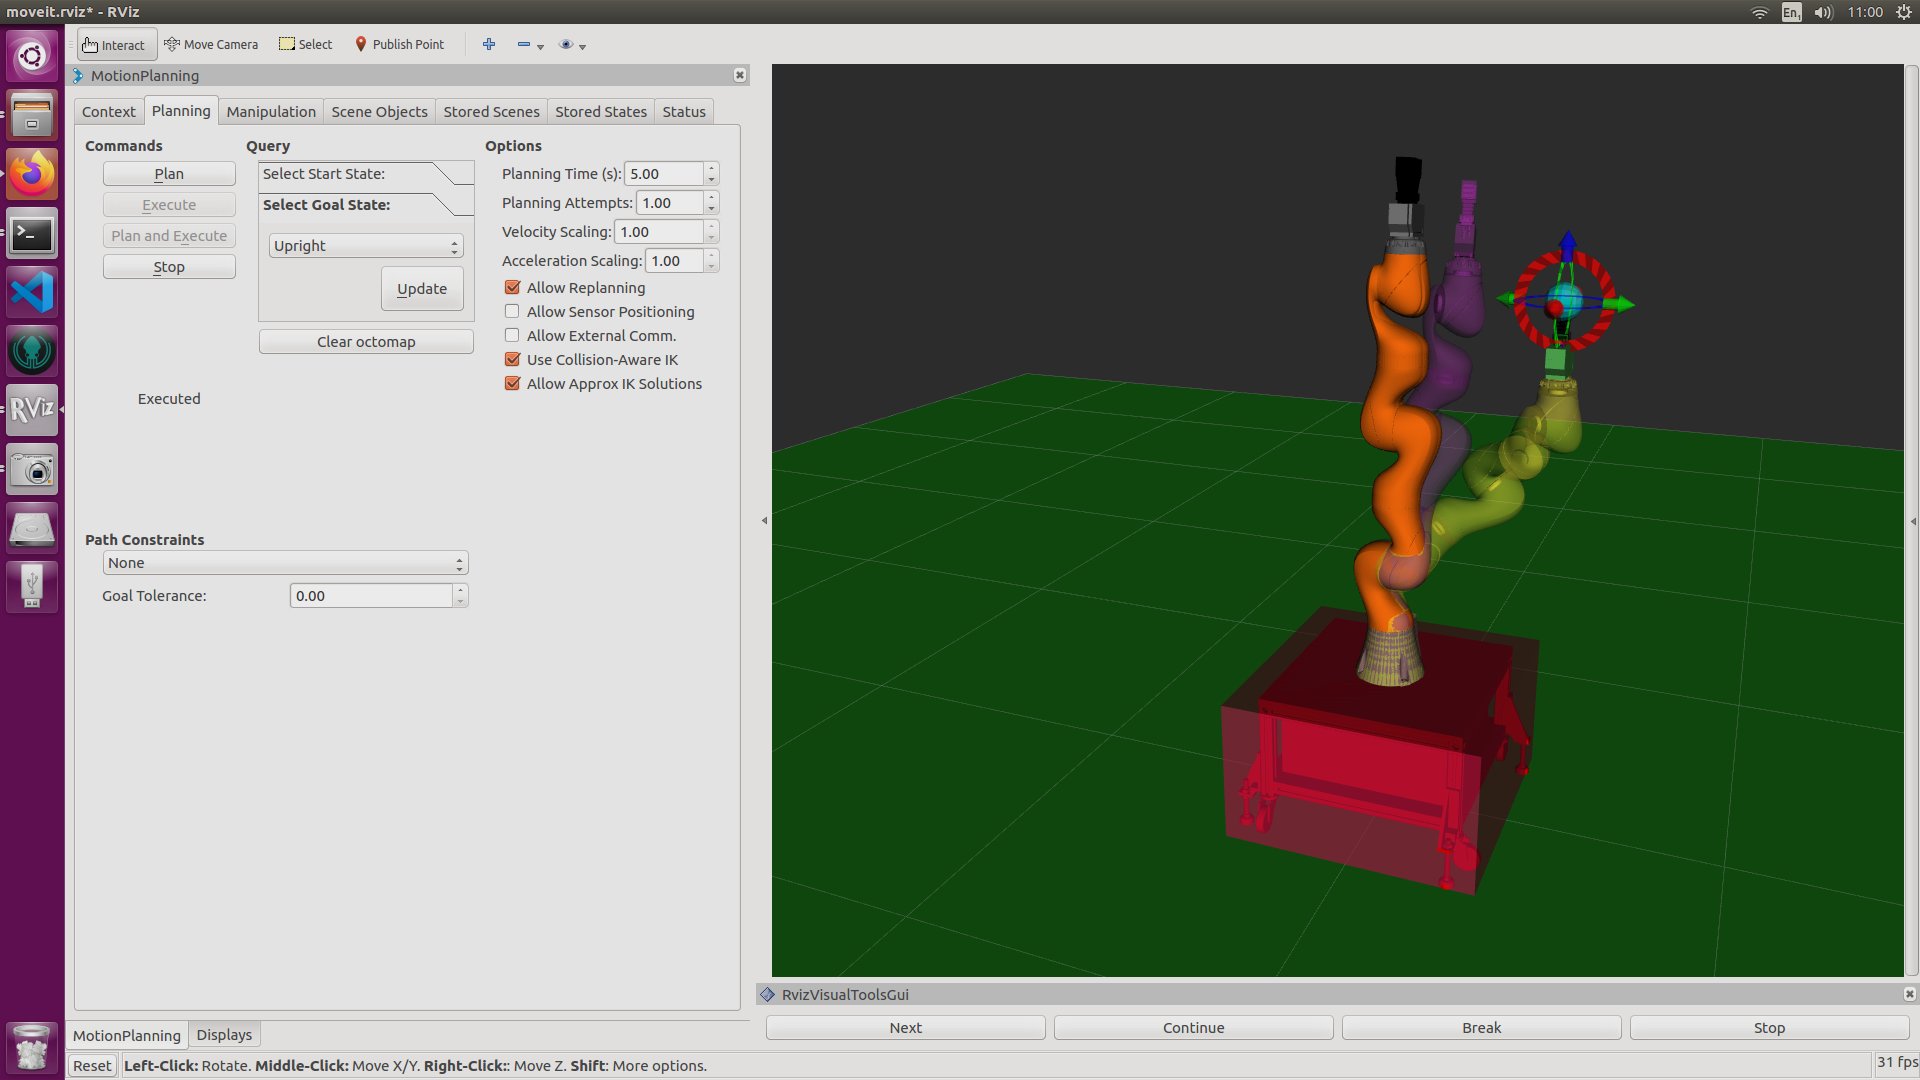 moveit.rviz* - RViz
En1
11:00
Interact
Move Camera
Select
Publish Point
MotionPlanning
Context
Planning
Manipulation
Scene Objects
Stored Scenes
Stored States
Status
Commands
Query
Options
Plan
Select Start State:
Planning Time (s): 5.00
Execute
Select Goal State:
Planning Attempts: 1.00
Plan and Execute
Upright
Velocity Scaling: 1.00
Stop
Update
Acceleration Scaling: 1.00
Allow Replanning
Allow Sensor Positioning
Clear octomap
Allow External Comm.
Use Collision-Aware IK
Allow Approx IK Solutions
RViz
Executed
Path Constraints
None
Goal Tolerance: 0.00
RvizVisualToolsGui
Next
Continue
Break
Stop
MotionPlanning
Displays
Reset
Left-Click: Rotate. Middle-Click: Move X/Y. Right-Click:: Move Z. Shift: More options.
31 fps